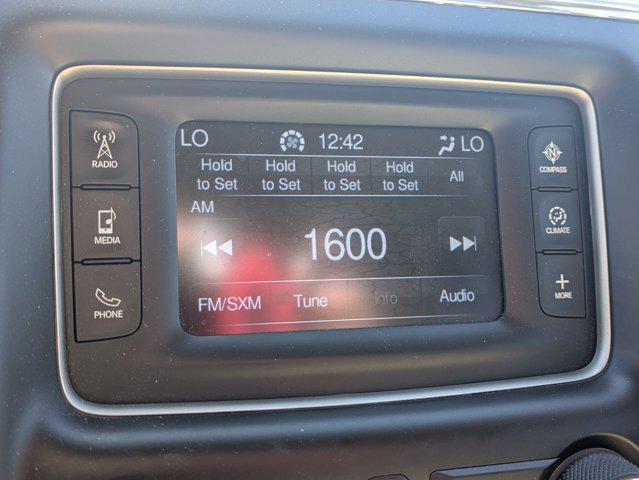 LO 12:42 LO
Hold to Set Hold to Set Hold to Set Hold to Set All
AM
1600
FM/SXM Tune Info Audio
RADIO
MEDIA
PHONE
N
COMPASS
CLIMATE
MORE